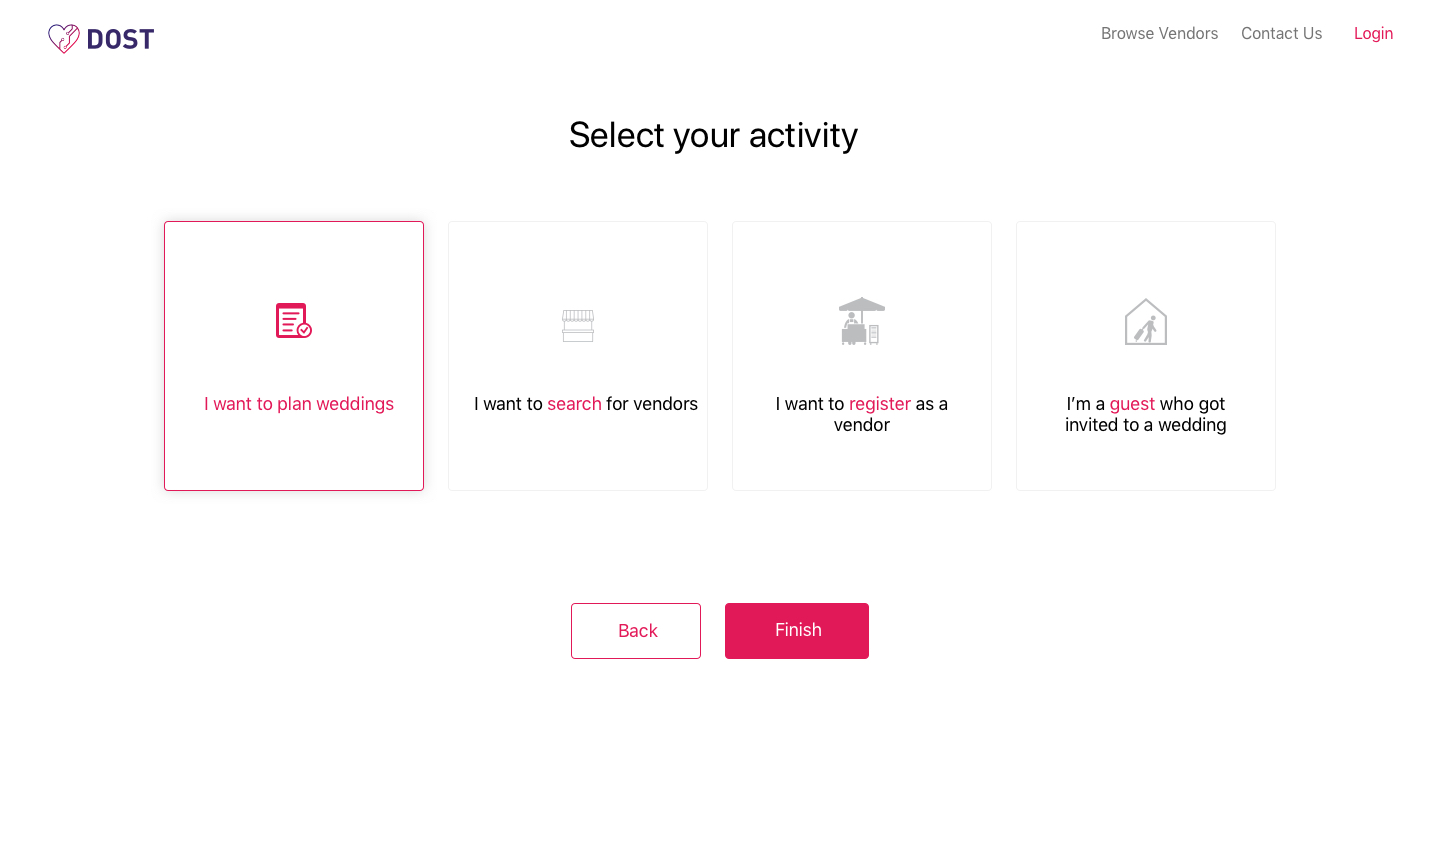 DOST
Browse Vendors
Contact Us
Login
Select your activity
I want to plan weddings
I want to search for vendors
I want to register as a
vendor
I’m a guest who got
invited to a wedding
Back
Finish